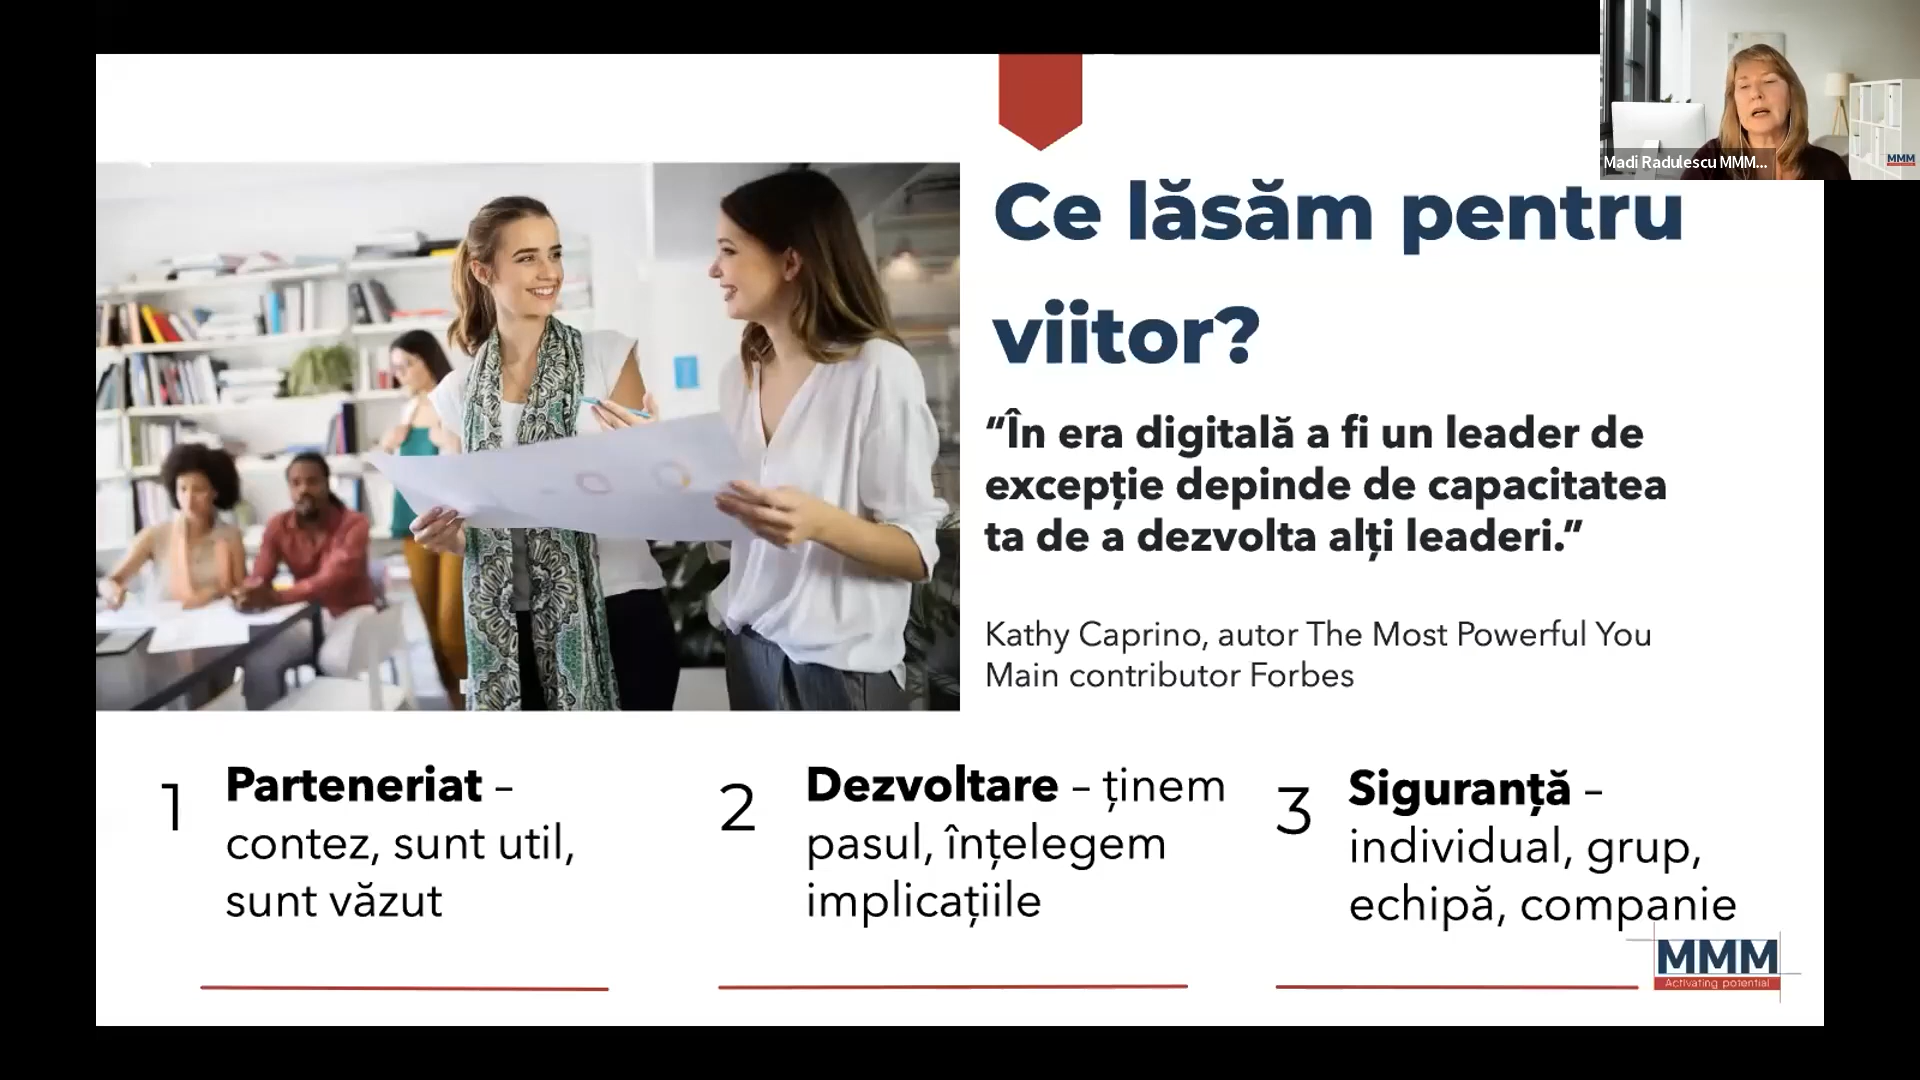 Madi Radulescu MMM...
MMM
Ce lăsăm pentru
viitor?
“În era digitală a fi un leader de
excepție depinde de capacitatea
ta de a dezvolta alți leaderi.”
Kathy Caprino, autor The Most Powerful You
Main contributor Forbes
1 Parteneriat –
contez, sunt util,
sunt văzut
2 Dezvoltare – ținem
pasul, înțelegem
implicațiile
3 Siguranță –
individual, grup,
echipă, companie
MMM
Activating potential